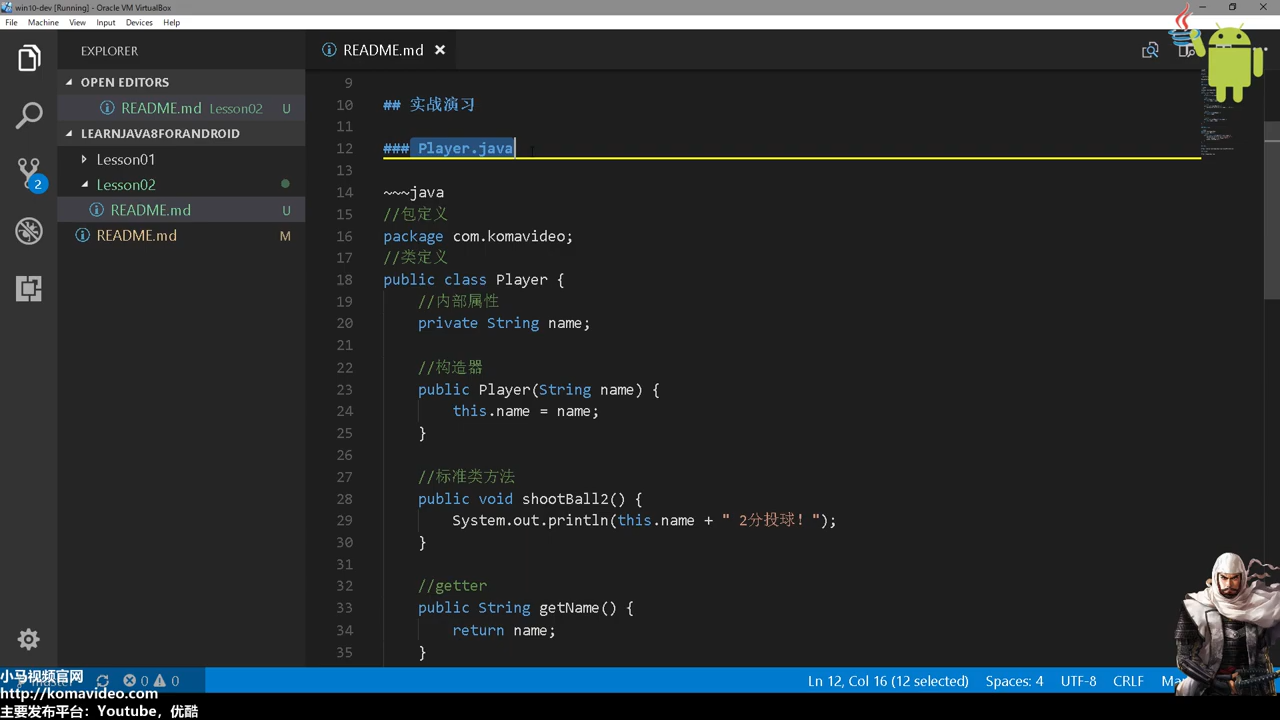 win10-dev [Running] - Oracle VM VirtualBox
File Machine View Input Devices Help
EXPLORER
README.md
OPEN EDITORS
README.md Lesson02 U
LEARNJAVA8FORANDROID
Lesson01
Lesson02
README.md U
README.md M
2
9
10 ## 实战演习
11
12 ### Player.java
13
14 ~~~java
15 //包定义
16 package com.komavideo;
17 //类定义
18 public class Player {
19 //内部属性
20 private String name;
21
22 //构造器
23 public Player(String name) {
24 this.name = name;
25 }
26
27 //标准类方法
28 public void shootBall2() {
29 System.out.println(this.name + " 2分投球！");
30 }
31
32 //getter
33 public String getName() {
34 return name;
35 }
小马视频官网
0 0
Ln 12, Col 16 (12 selected) Spaces: 4 UTF-8 CRLF
http://komavideo.com
主要发布平台：Youtube，优酷